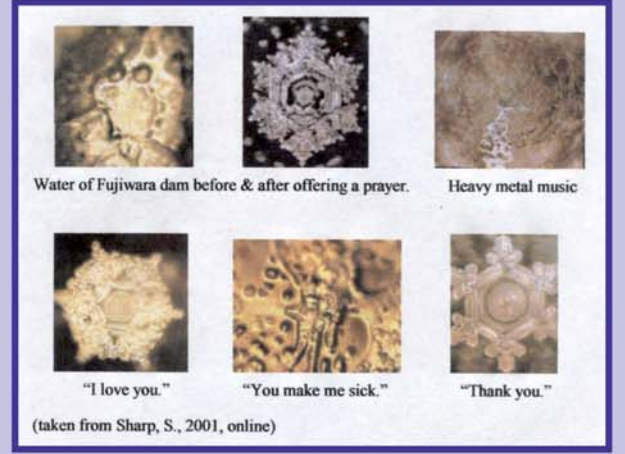 Water of Fujiwara dam before & after offering a prayer.
Heavy metal music
"I love you."
"You make me sick."
"Thank you."
(taken from Sharp, S., 2001, online)